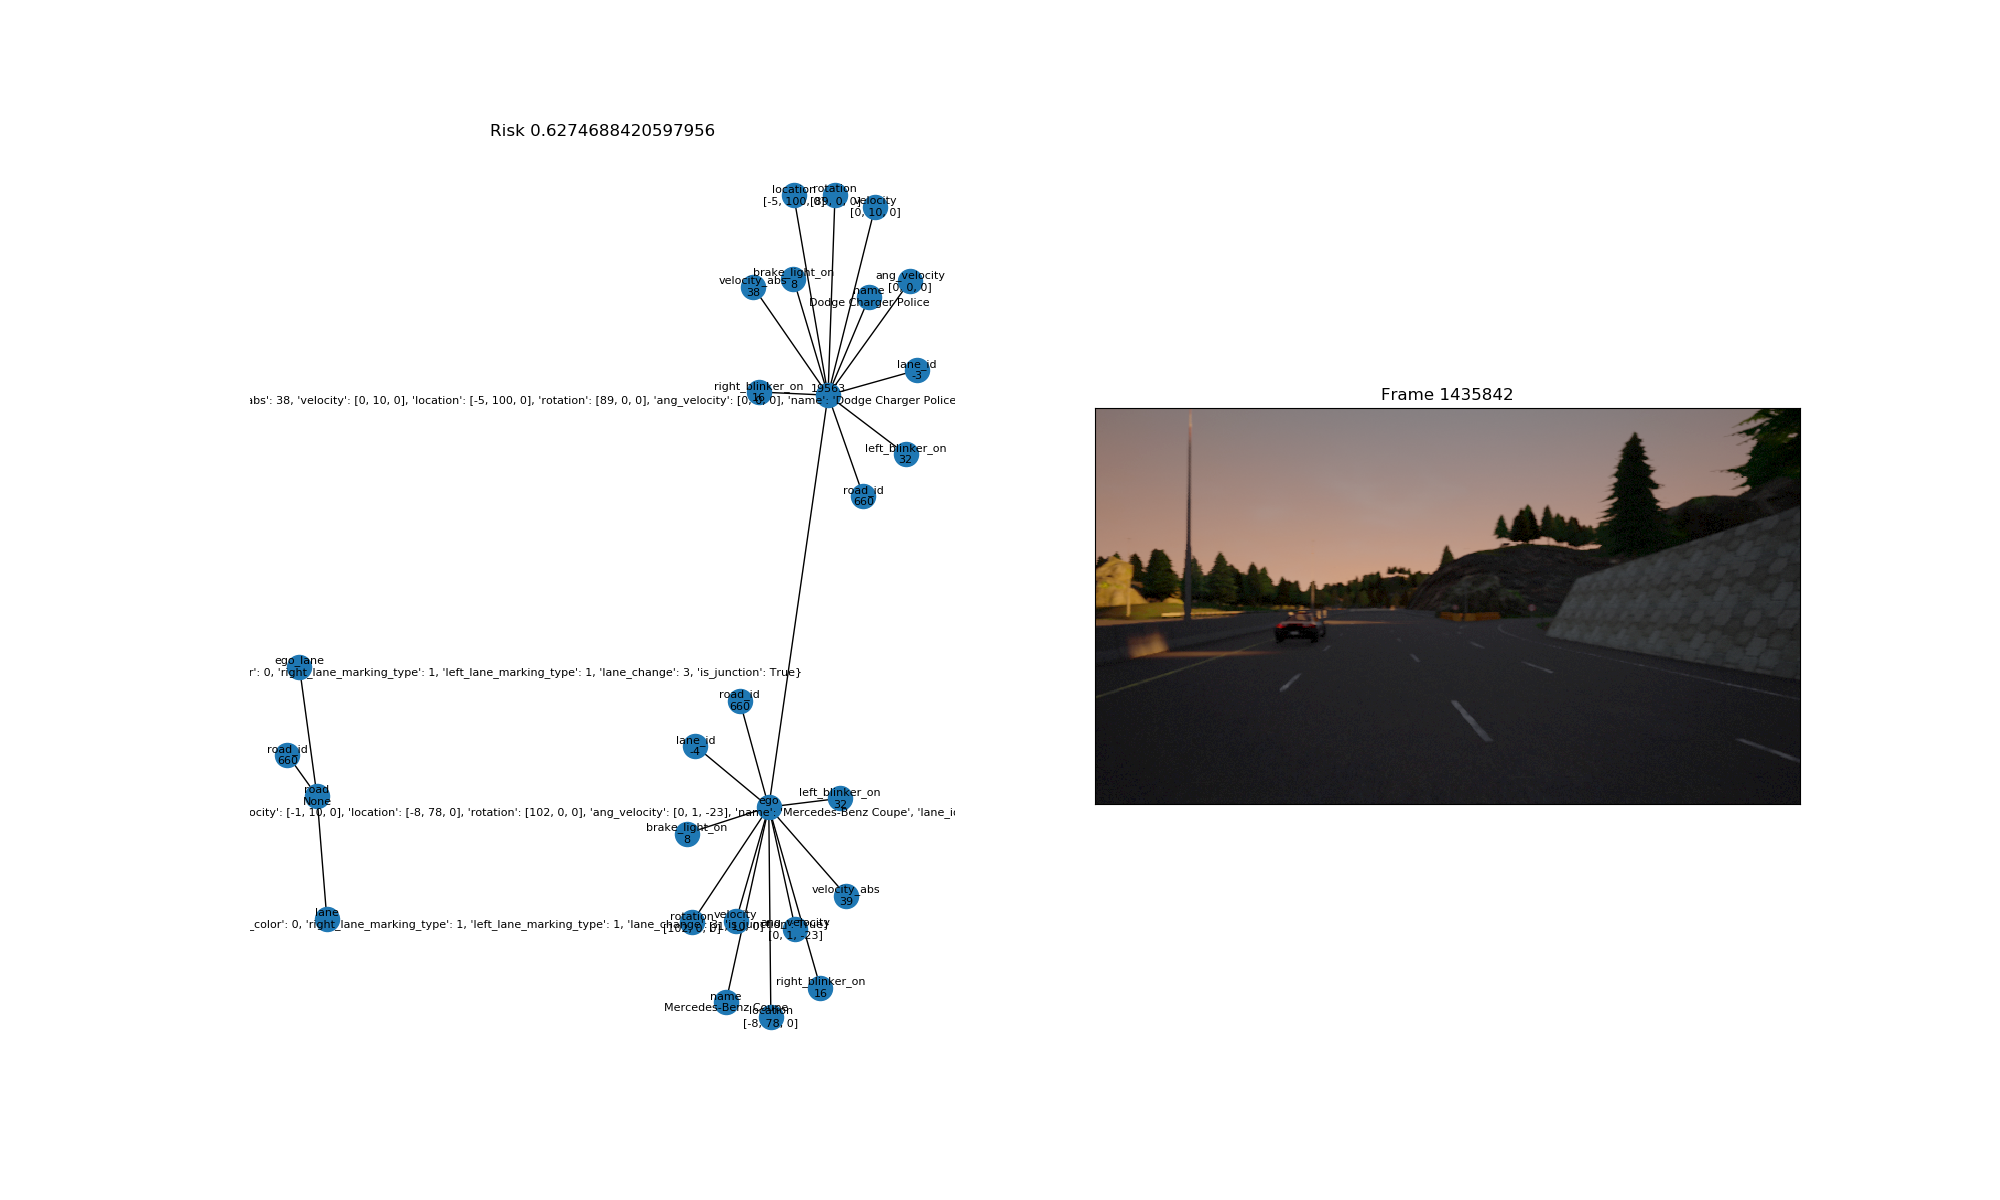 Risk 0.6274688420597956
location
[-5, 100, 0]
rotation
[89, 0, 0]
velocity
[0, 10, 0]
brake_light_on
8
velocity_abs
38
ang_velocity
[0, 0, 0]
name
Dodge Charger Police
lane_id
-3
right_blinker_on
16
19563
abs': 38, 'velocity': [0, 10, 0], 'location': [-5, 100, 0], 'rotation': [89, 0, 0], 'ang_velocity': [0, 0, 0], 'name': 'Dodge Charger Police
left_blinker_on
32
road_id
660
Frame 1435842
ego_lane
r': 0, 'right_lane_marking_type': 1, 'left_lane_marking_type': 1, 'lane_change': 3, 'is_junction': True}
road_id
660
lane_id
-4
road_id
660
road
None
left_blinker_on
32
ego
ocity': [-1, 10, 0], 'location': [-8, 78, 0], 'rotation': [102, 0, 0], 'ang_velocity': [0, 1, -23], 'name': 'Mercedes-Benz Coupe', 'lane_i
brake_light_on
8
velocity_abs
39
lane
_color': 0, 'right_lane_marking_type': 1, 'left_lane_marking_type': 1, 'lane_change': 3, 'is_junction': True}
rotation
[102, 0, 0]
velocity
[-1, 10, 0]
ang_velocity
[0, 1, -23]
right_blinker_on
16
name
Mercedes-Benz Coupe
location
[-8, 78, 0]